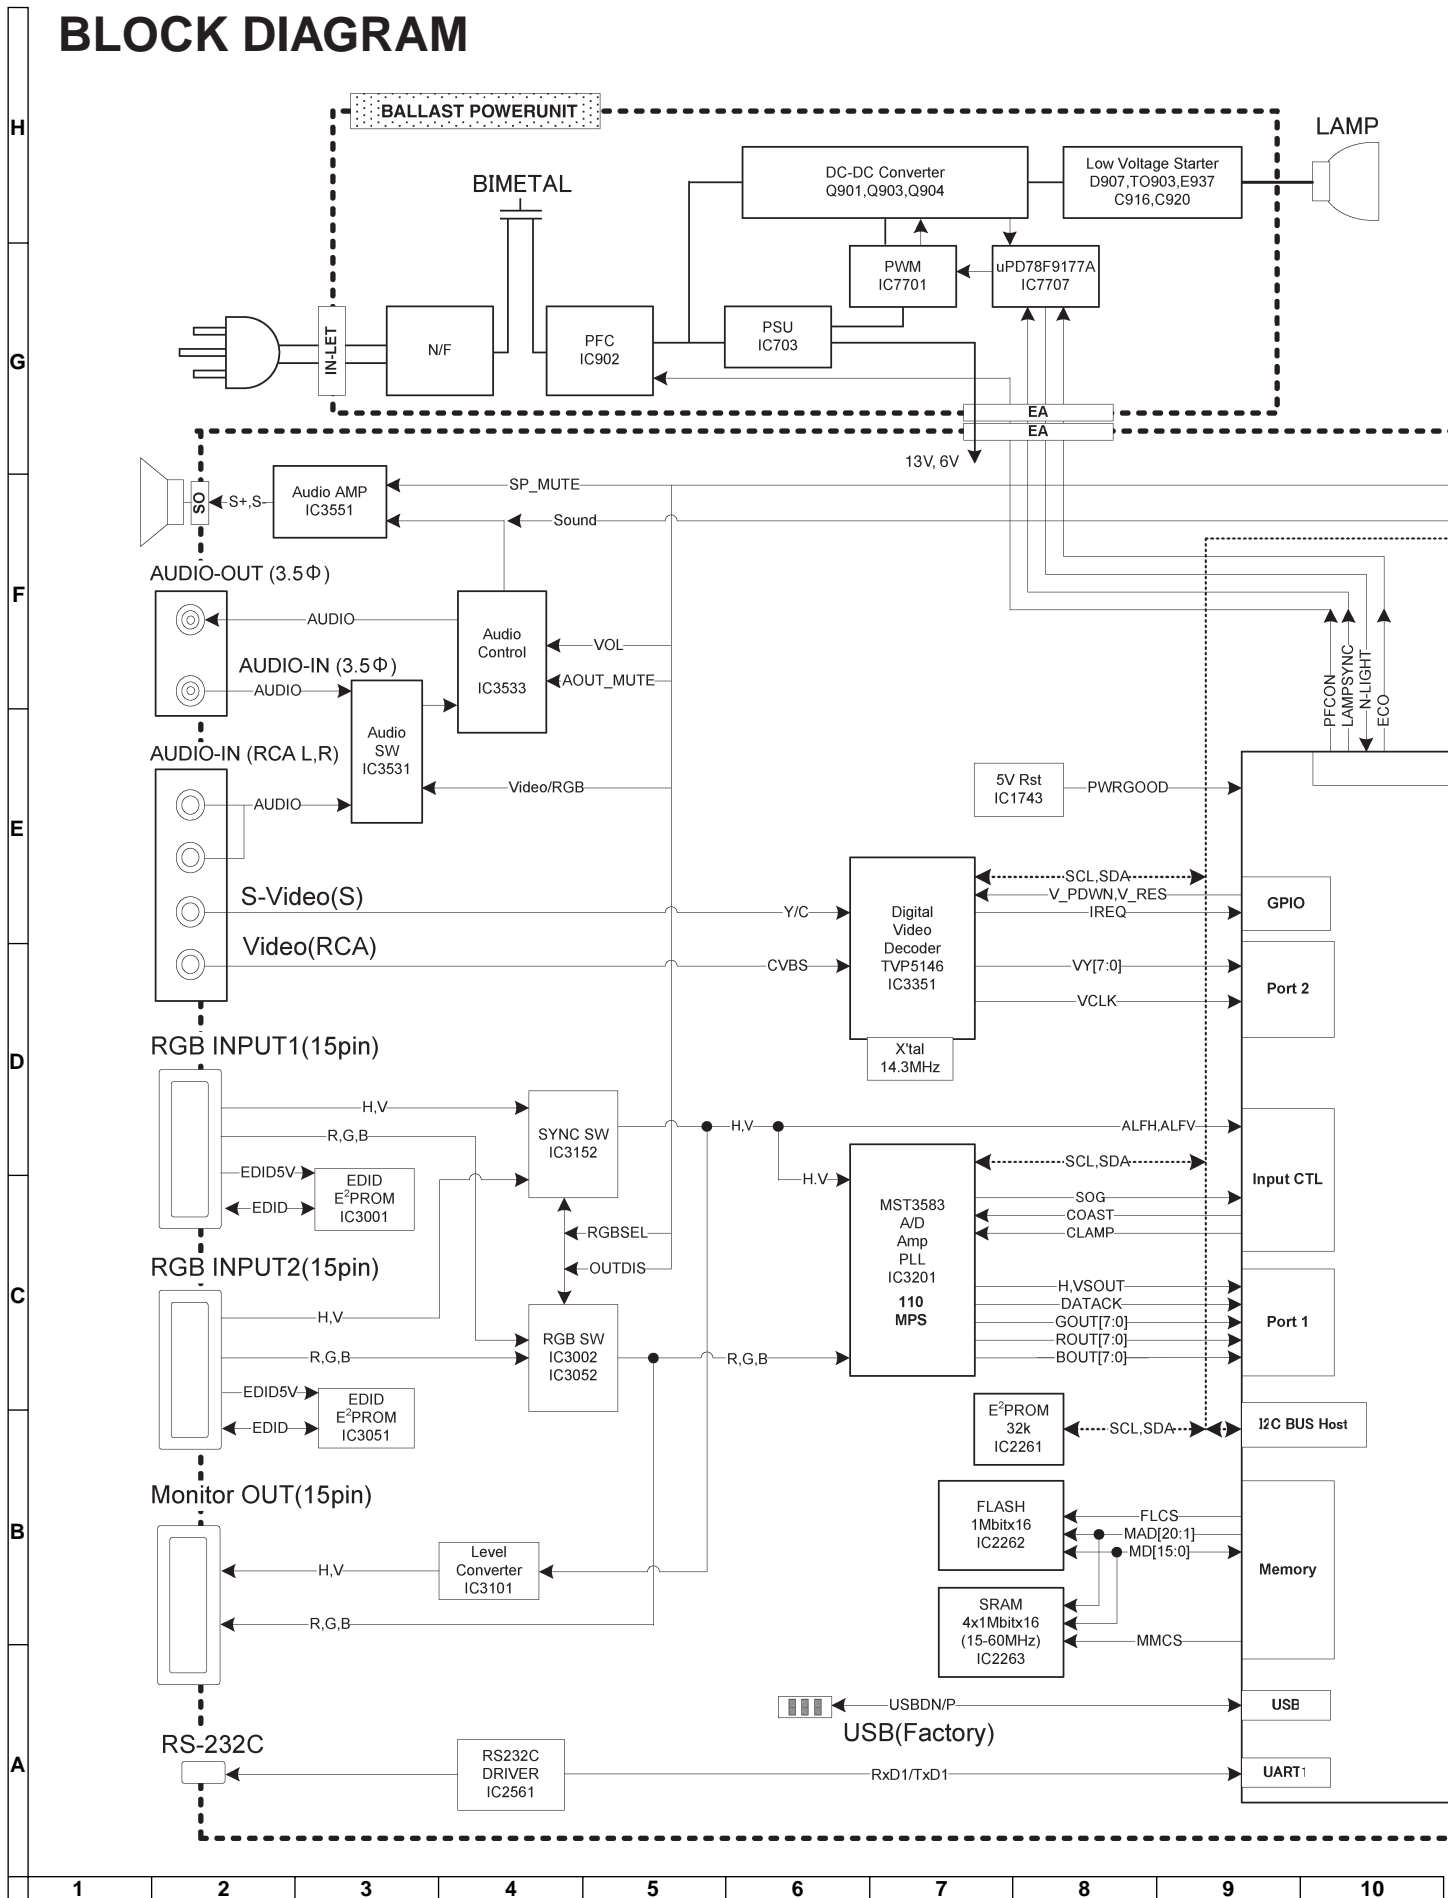 BLOCK DIAGRAM
H
BALLAST POWERUNIT
LAMP
BIMETAL
DC-DC Converter
Q901,Q903,Q904
Low Voltage Starter
D907,TO903,E937
C916,C920
PWM
IC7701
uPD78F9177A
IC7707
G
IN-LET
N/F
PFC
IC902
PSU
IC703
EA
EA
13V, 6V
SO
S+,S-
Audio AMP
IC3551
SP_MUTE
Sound
F
AUDIO-OUT (3.5Φ)
AUDIO
Audio
Control
IC3533
VOL
AOUT_MUTE
AUDIO-IN (3.5Φ)
AUDIO
PFCON
LAMPSYNC
N-LIGHT
ECO
AUDIO-IN (RCA L,R)
Audio
SW
IC3531
Video/RGB
AUDIO
5V Rst
IC1743
PWRGOOD
E
S-Video(S)
Y/C
Video(RCA)
CVBS
Digital
Video
Decoder
TVP5146
IC3351
X'tal
14.3MHz
SCL,SDA
V_PDWN,V_RES
IREQ
GPIO
VY[7:0]
VCLK
Port 2
D
RGB INPUT1(15pin)
H,V
R,G,B
EDID5V
EDID
EDID
E²PROM
IC3001
SYNC SW
IC3152
H,V
ALFH,ALFV
H.V
SCL,SDA
SOG
COAST
CLAMP
Input CTL
MST3583
A/D
Amp
PLL
IC3201
110
MPS
RGBSEL
OUTDIS
C
RGB INPUT2(15pin)
H,V
R,G,B
EDID5V
EDID
EDID
E²PROM
IC3051
RGB SW
IC3002
IC3052
R,G,B
H,VSOUT
DATACK
GOUT[7:0]
ROUT[7:0]
BOUT[7:0]
Port 1
E²PROM
32k
IC2261
SCL,SDA
I2C BUS Host
B
Monitor OUT(15pin)
H,V
Level
Converter
IC3101
R,G,B
FLASH
1Mbitx16
IC2262
FLCS
MAD[20:1]
MD[15:0]
Memory
SRAM
4x1Mbitx16
(15-60MHz)
IC2263
MMCS
USBDN/P
USB
USB(Factory)
A
RS-232C
RS232C
DRIVER
IC2561
RxD1/TxD1
UART1
1
2
3
4
5
6
7
8
9
10